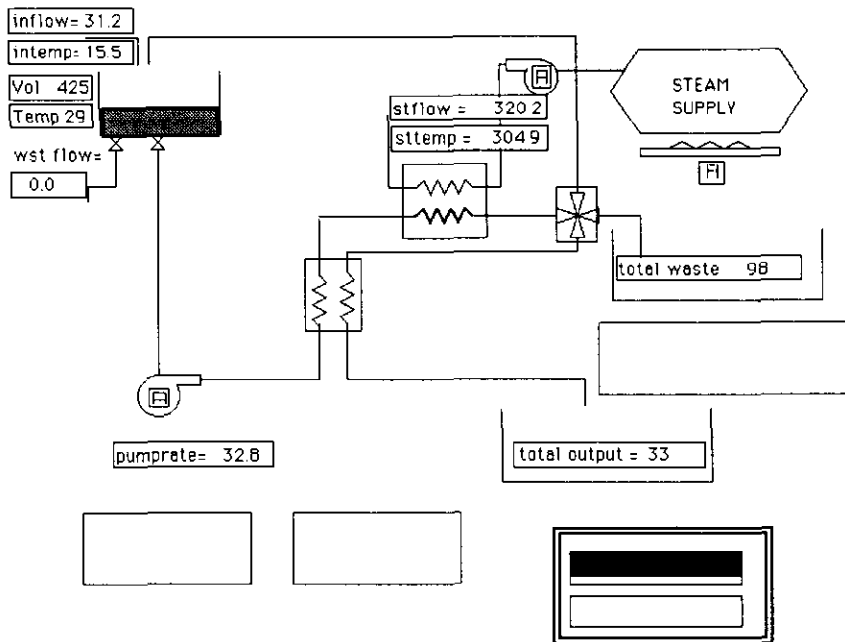 inflow= 31.2
intemp= 15.5
Vol 425
Temp 29
wst flow=
0.0
stflow = 320.2
sttemp = 304.9
STEAM
SUPPLY
total waste 98
pumprate= 32.8
total output = 33